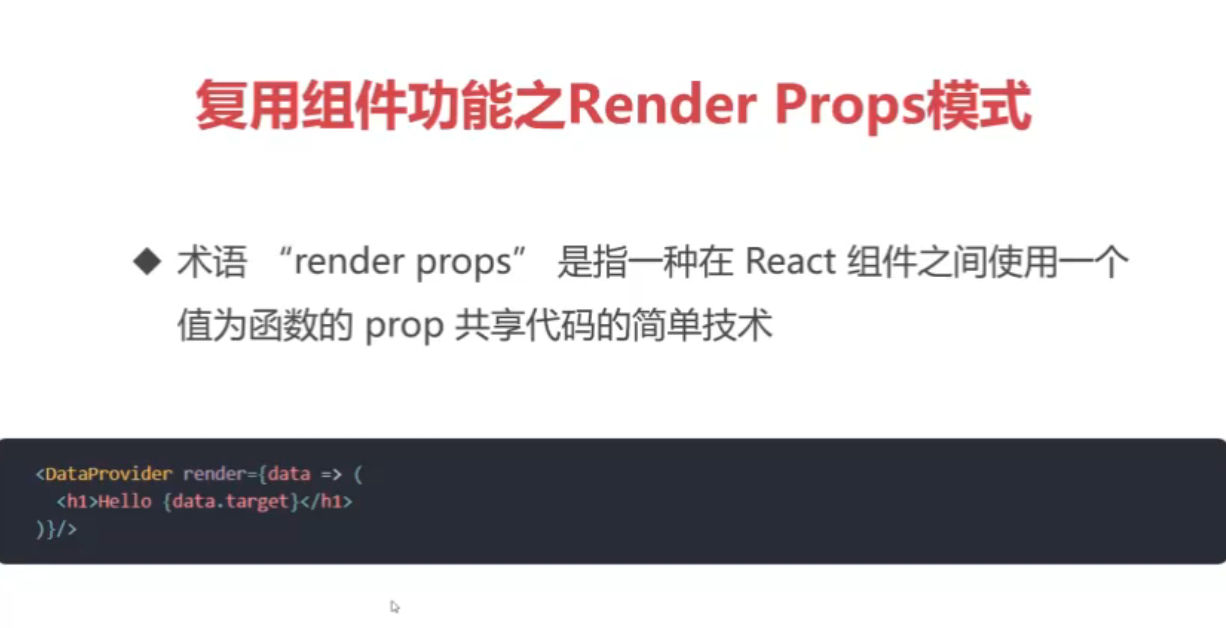 复用组件功能之Render Props模式
◆ 术语 “render props” 是指一种在 React 组件之间使用一个
值为函数的 prop 共享代码的简单技术
<DataProvider render={data => (
  <h1>Hello {data.target}</h1>
)}/>